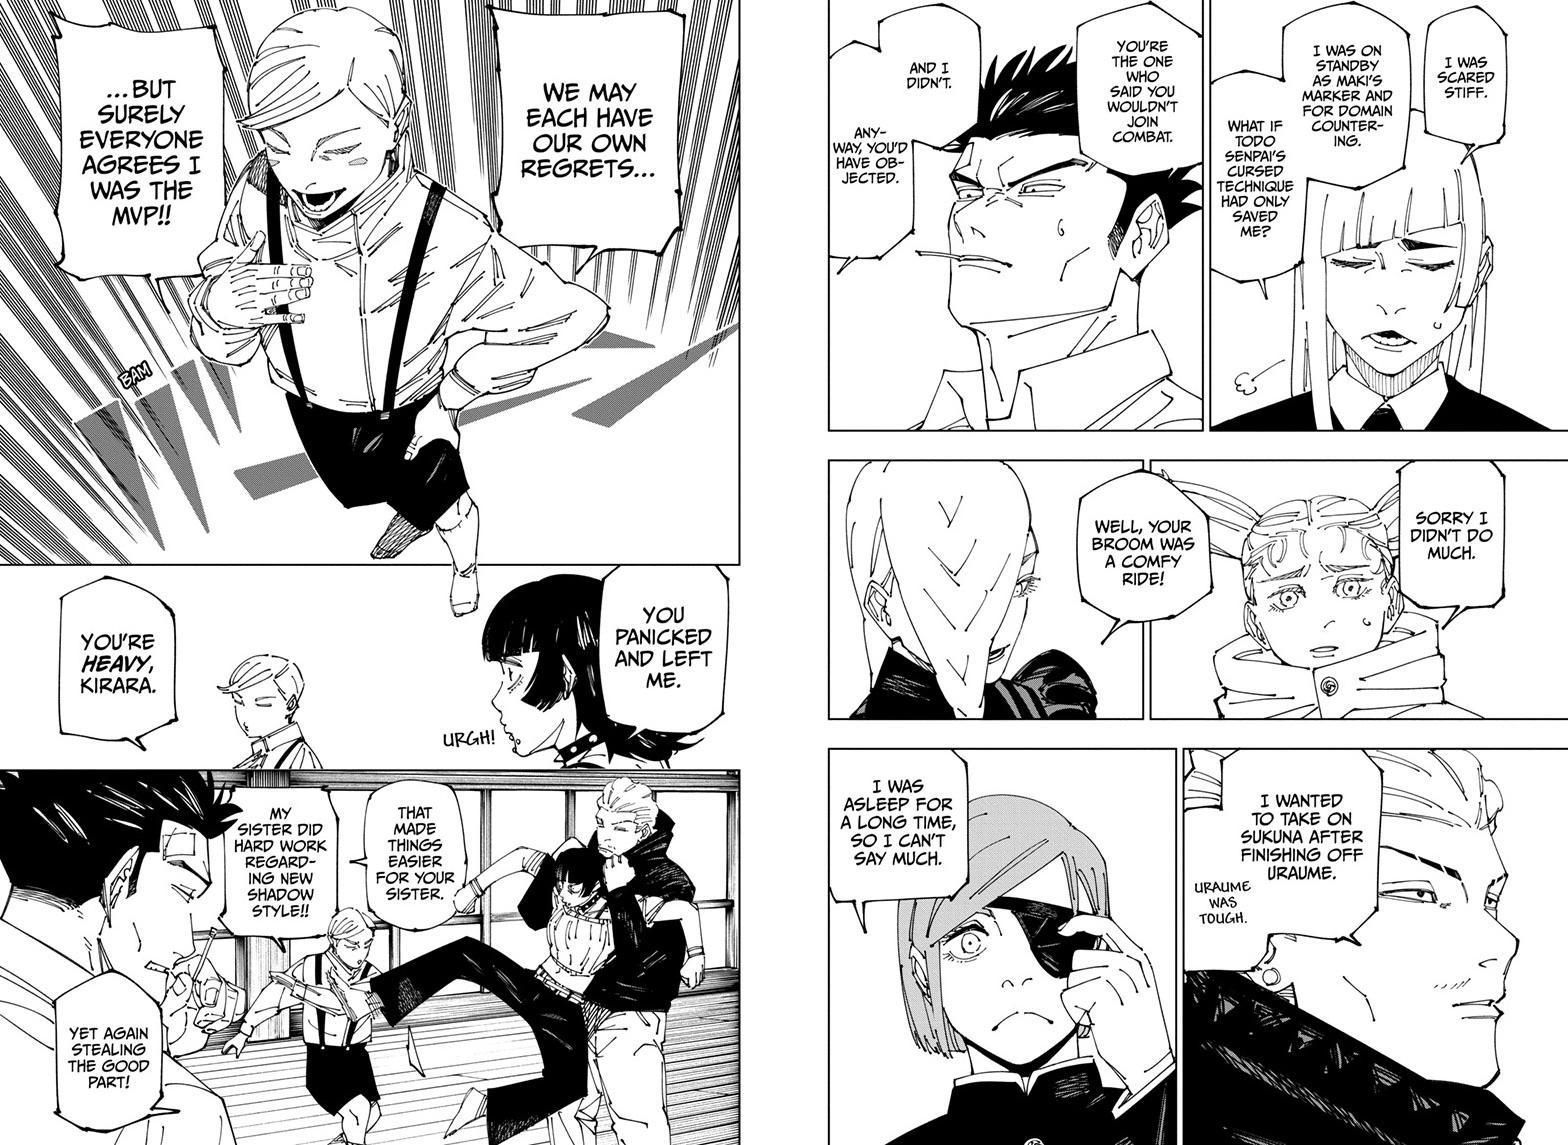 I WAS
SCARED
STIFF.
I WAS ON
STANDBY
AS MAKI'S
MARKER AND
FOR DOMAIN
COUNTER-
ING.
WHAT IF
TODO
SENPAI'S
CURSED
TECHNIQUE
HAD ONLY
SAVED
ME?
YOU'RE
THE ONE
WHO
SAID YOU
WOULDN'T
JOIN
COMBAT.
AND I
DIDN'T.
ANY-
WAY, YOU'D
HAVE OB-
JECTED.
SORRY I
DIDN'T DO
MUCH.
WELL, YOUR
BROOM WAS
A COMFY
RIDE!
I WANTED
TO TAKE ON
SUKUNA AFTER
FINISHING OFF
URAUME.
URAUME
WAS
TOUGH.
I WAS
ASLEEP FOR
A LONG TIME,
SO I CAN'T
SAY MUCH.
WE MAY
EACH HAVE
OUR OWN
REGRETS...
...BUT
SURELY
EVERYONE
AGREES I
WAS THE
MVP!!
BAM
YOU
PANICKED
AND LEFT
ME.
URGH!
YOU'RE
HEAVY,
KIRARA.
THAT
MADE
THINGS
EASIER
FOR YOUR
SISTER.
MY
SISTER DID
HARD WORK
REGARD-
ING NEW
SHADOW
STYLE!!
YET AGAIN
STEALING
THE GOOD
PART!